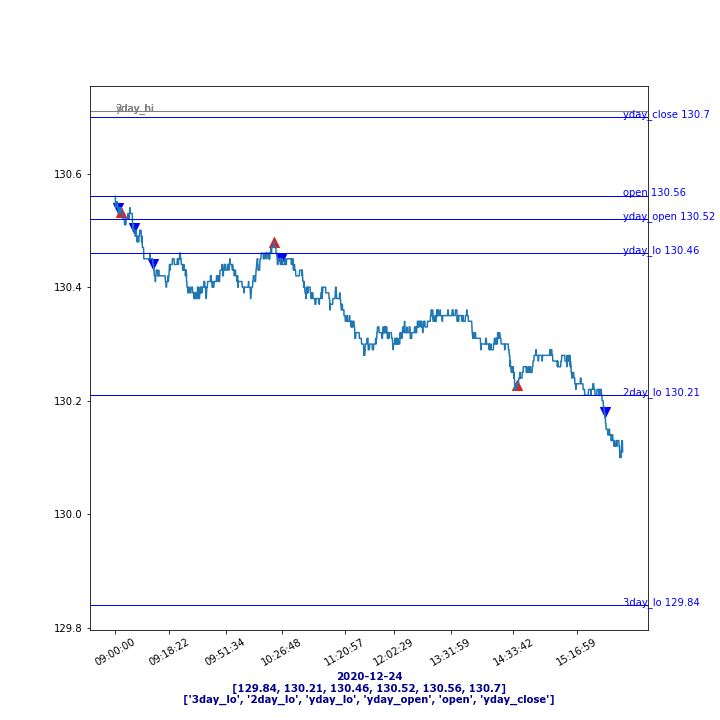 yday_hi
yday_close 130.7
130.6
open 130.56
yday_open 130.52
yday_lo 130.46
130.4
2day_lo 130.21
130.2
130.0
3day_lo 129.84
129.8
09:00:00 09:18:22 09:51:34 10:26:48 11:20:57 12:02:29 13:31:59 14:33:42 15:16:59
2020-12-24
[129.84, 130.21, 130.46, 130.52, 130.56, 130.7]
['3day_lo', '2day_lo', 'yday_lo', 'yday_open', 'open', 'yday_close']